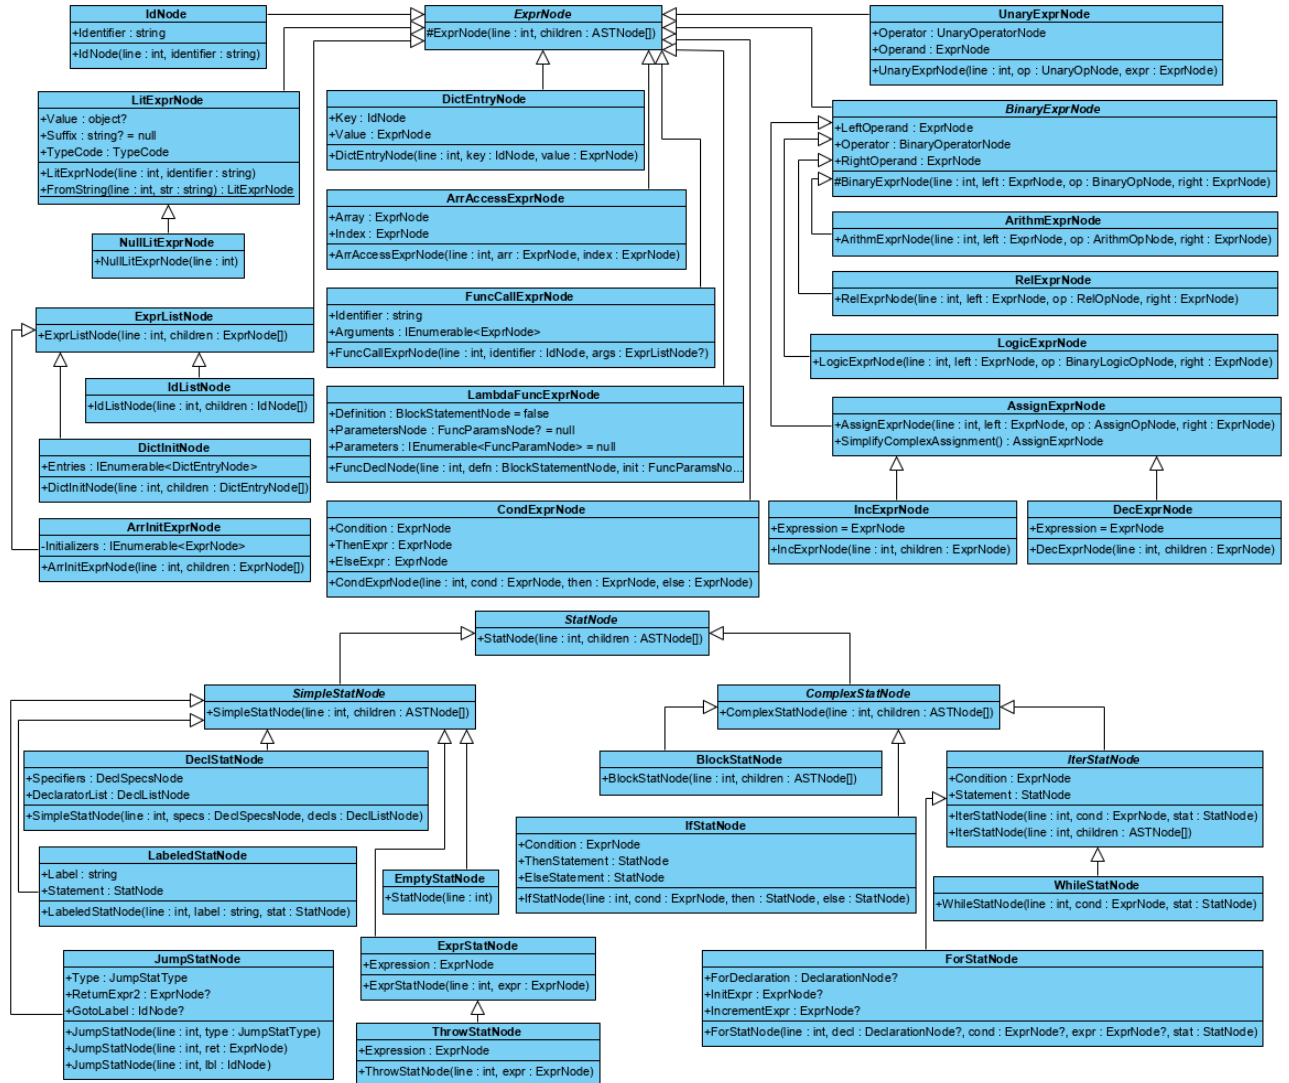 IdNode
+Identifier : string
+IdNode(line : int, identifier : string)
ExprNode
#ExprNode(line : int, children : ASTNode[])
UnaryExprNode
+Operator : UnaryOperatorNode
+Operand : ExprNode
+UnaryExprNode(line : int, op : UnaryOpNode, expr : ExprNode)
LitExprNode
+Value : object?
+Suffix : string? = null
+TypeCode : TypeCode
+LitExprNode(line : int, identifier : string)
+FromString(line : int, str : string) : LitExprNode
DictEntryNode
+Key : IdNode
+Value : ExprNode
+DictEntryNode(line : int, key : IdNode, value : ExprNode)
BinaryExprNode
+LeftOperand : ExprNode
+Operator : BinaryOperatorNode
+RightOperand : ExprNode
#BinaryExprNode(line : int, left : ExprNode, op : BinaryOpNode, right : ExprNode)
ArrAccessExprNode
+Array : ExprNode
+Index : ExprNode
+ArrAccessExprNode(line : int, arr : ExprNode, index : ExprNode)
ArithmExprNode
+ArithmExprNode(line : int, left : ExprNode, op : ArithmOpNode, right : ExprNode)
NullLitExprNode
+NullLitExprNode(line : int)
RelExprNode
+RelExprNode(line : int, left : ExprNode, op : RelOpNode, right : ExprNode)
FuncCallExprNode
+Identifier : string
+Arguments : IEnumerable<ExprNode>
+FuncCallExprNode(line : int, identifier : IdNode, args : ExprListNode?)
ExprListNode
+ExprListNode(line : int, children : ExprNode[])
LogicExprNode
+LogicExprNode(line : int, left : ExprNode, op : BinaryLogicOpNode, right : ExprNode)
IdListNode
+IdListNode(line : int, children : IdNode[])
LambdaFuncExprNode
+Definition : BlockStatementNode = false
+ParametersNode : FuncParamsNode? = null
+Parameters : IEnumerable<FuncParamNode> = null
+FuncDeclNode(line : int, defn : BlockStatementNode, init : FuncParamsNo...
AssignExprNode
+AssignExprNode(line : int, left : ExprNode, op : AssignOpNode, right : ExprNode)
+SimplifyComplexAssignment() : AssignExprNode
DictInitNode
+Entries : IEnumerable<DictEntryNode>
+DictInitNode(line : int, children : DictEntryNode[])
CondExprNode
+Condition : ExprNode
+ThenExpr : ExprNode
+ElseExpr : ExprNode
+CondExprNode(line : int, cond : ExprNode, then : ExprNode, else : ExprNode)
IncExprNode
+Expression = ExprNode
+IncExprNode(line : int, children : ExprNode)
DecExprNode
+Expression = ExprNode
+DecExprNode(line : int, children : ExprNode)
ArrInitExprNode
-Initializers : IEnumerable<ExprNode>
+ArrInitExprNode(line : int, children : ExprNode[])
StatNode
+StatNode(line : int, children : ASTNode[])
SimpleStatNode
+SimpleStatNode(line : int, children : ASTNode[])
ComplexStatNode
+ComplexStatNode(line : int, children : ASTNode[])
DeclStatNode
+Specifiers : DeclSpecsNode
+DeclaratorList : DeclListNode
+SimpleStatNode(line : int, specs : DeclSpecsNode, decls : DeclListNode)
BlockStatNode
+BlockStatNode(line : int, children : ASTNode[])
IterStatNode
+Condition : ExprNode
+Statement : StatNode
+IterStatNode(line : int, cond : ExprNode, stat : StatNode)
+IterStatNode(line : int, children : ASTNode[])
IfStatNode
+Condition : ExprNode
+ThenStatement : StatNode
+ElseStatement : StatNode
+IfStatNode(line : int, cond : ExprNode, then : StatNode, else : StatNode)
LabeledStatNode
+Label : string
+Statement : StatNode
+LabeledStatNode(line : int, label : string, stat : StatNode)
EmptyStatNode
+StatNode(line : int)
WhileStatNode
+WhileStatNode(line : int, cond : ExprNode, stat : StatNode)
ExprStatNode
+Expression : ExprNode
+ExprStatNode(line : int, expr : ExprNode)
JumpStatNode
+Type : JumpStatType
+ReturnExpr2 : ExprNode?
+GotoLabel : IdNode?
+JumpStatNode(line : int, type : JumpStatType)
+JumpStatNode(line : int, ret : ExprNode)
+JumpStatNode(line : int, lbl : IdNode)
ForStatNode
+ForDeclaration : DeclarationNode?
+InitExpr : ExprNode?
+IncrementExpr : ExprNode?
+ForStatNode(line : int, decl : DeclarationNode?, cond : ExprNode?, expr : ExprNode?, stat : StatNode)
ThrowStatNode
+Expression : ExprNode
+ThrowStatNode(line : int, expr : ExprNode)